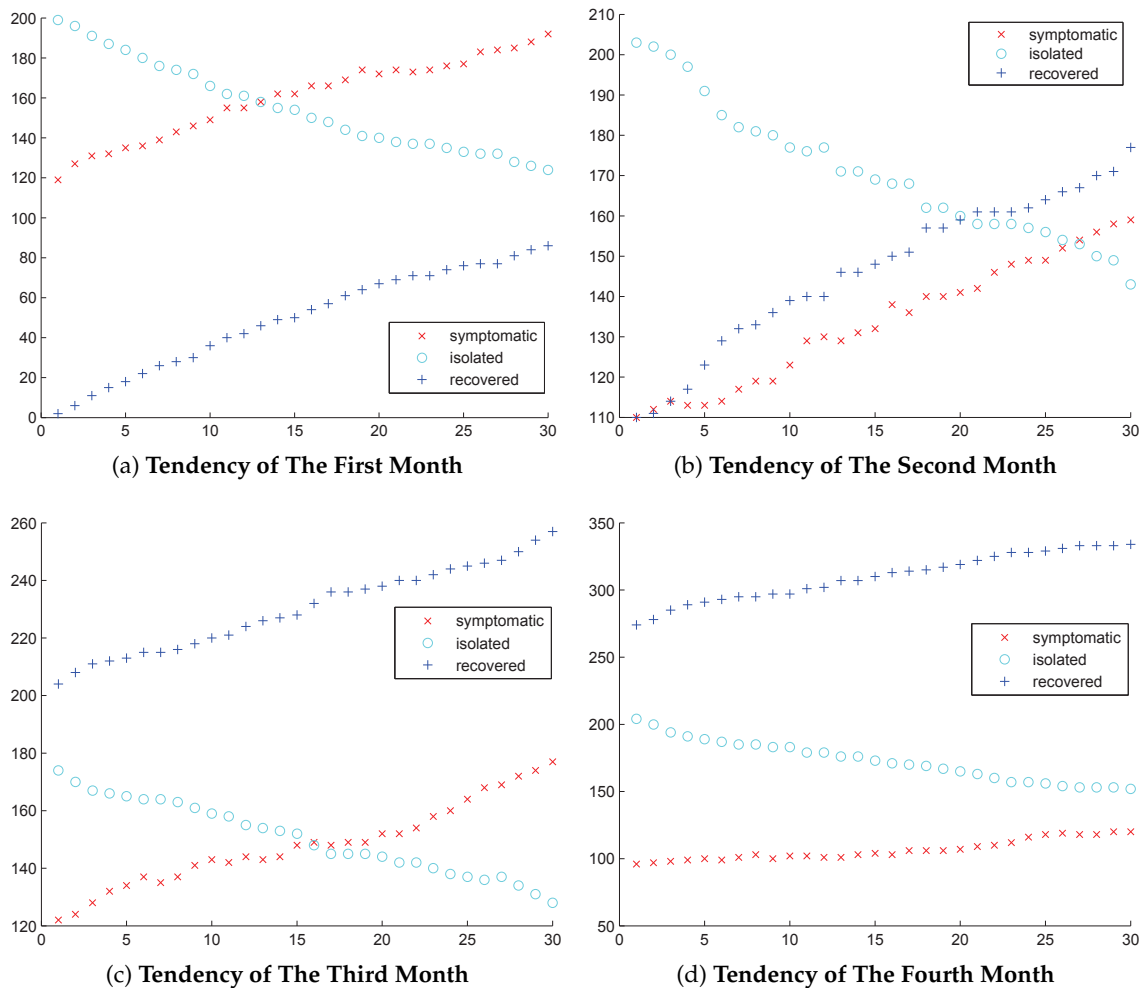 200
180
160
140
120
100
80
60
40
20
0
symptomatic
isolated
recovered
0 5 10 15 20 25 30
(a) Tendency of The First Month
210
200
190
180
170
160
150
140
130
120
110
symptomatic
isolated
recovered
0 5 10 15 20 25 30
(b) Tendency of The Second Month
260
240
220
200
180
160
140
120
symptomatic
isolated
recovered
0 5 10 15 20 25 30
(c) Tendency of The Third Month
350
300
250
200
150
100
50
symptomatic
isolated
recovered
0 5 10 15 20 25 30
(d) Tendency of The Fourth Month